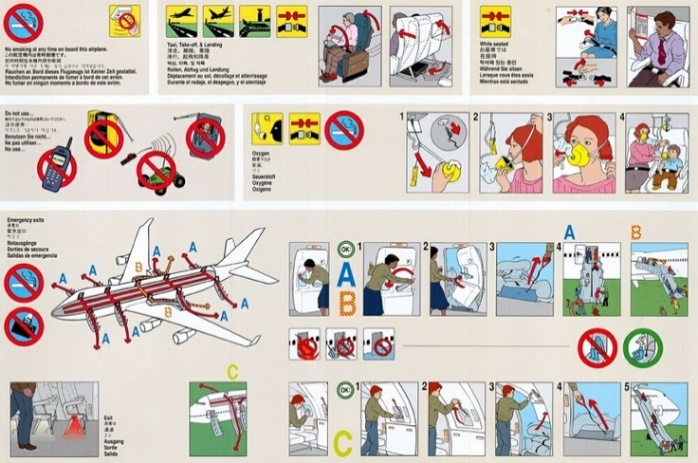 No smoking at any time on board this airplane.
Rauchen an Bord dieses Flugzeugs ist Keiner Zeit gestattet.
Interdiction permanente de fumer à bord de cet avion.
No fumar en ningún momento a bordo de este avión.
Taxi, Take-off, & Landing
Rollen, Abflug und Landung
Déplacement au sol, décollage et atterrissage
Durante el rodaje, el despegue, y el aterrizaje
While seated
Während Sie sitzen
Lorsque vous êtes assis
Mientras está sentado
Do not use...
Benutzen Sie nicht...
Ne pas utiliser...
No use...
Oxygen
Sauerstoff
Oxygène
Oxígeno
1
2
3
4
Emergency exits
Notausgänge
Sorties de secours
Salidas de emergencia
A
A
A
B
A
A
A
B
A
A
OK
A
B
1
2
3
4
A
B
C
Exit
Ausgang
Sortie
Salida
OK
C
1
2
3
4
5